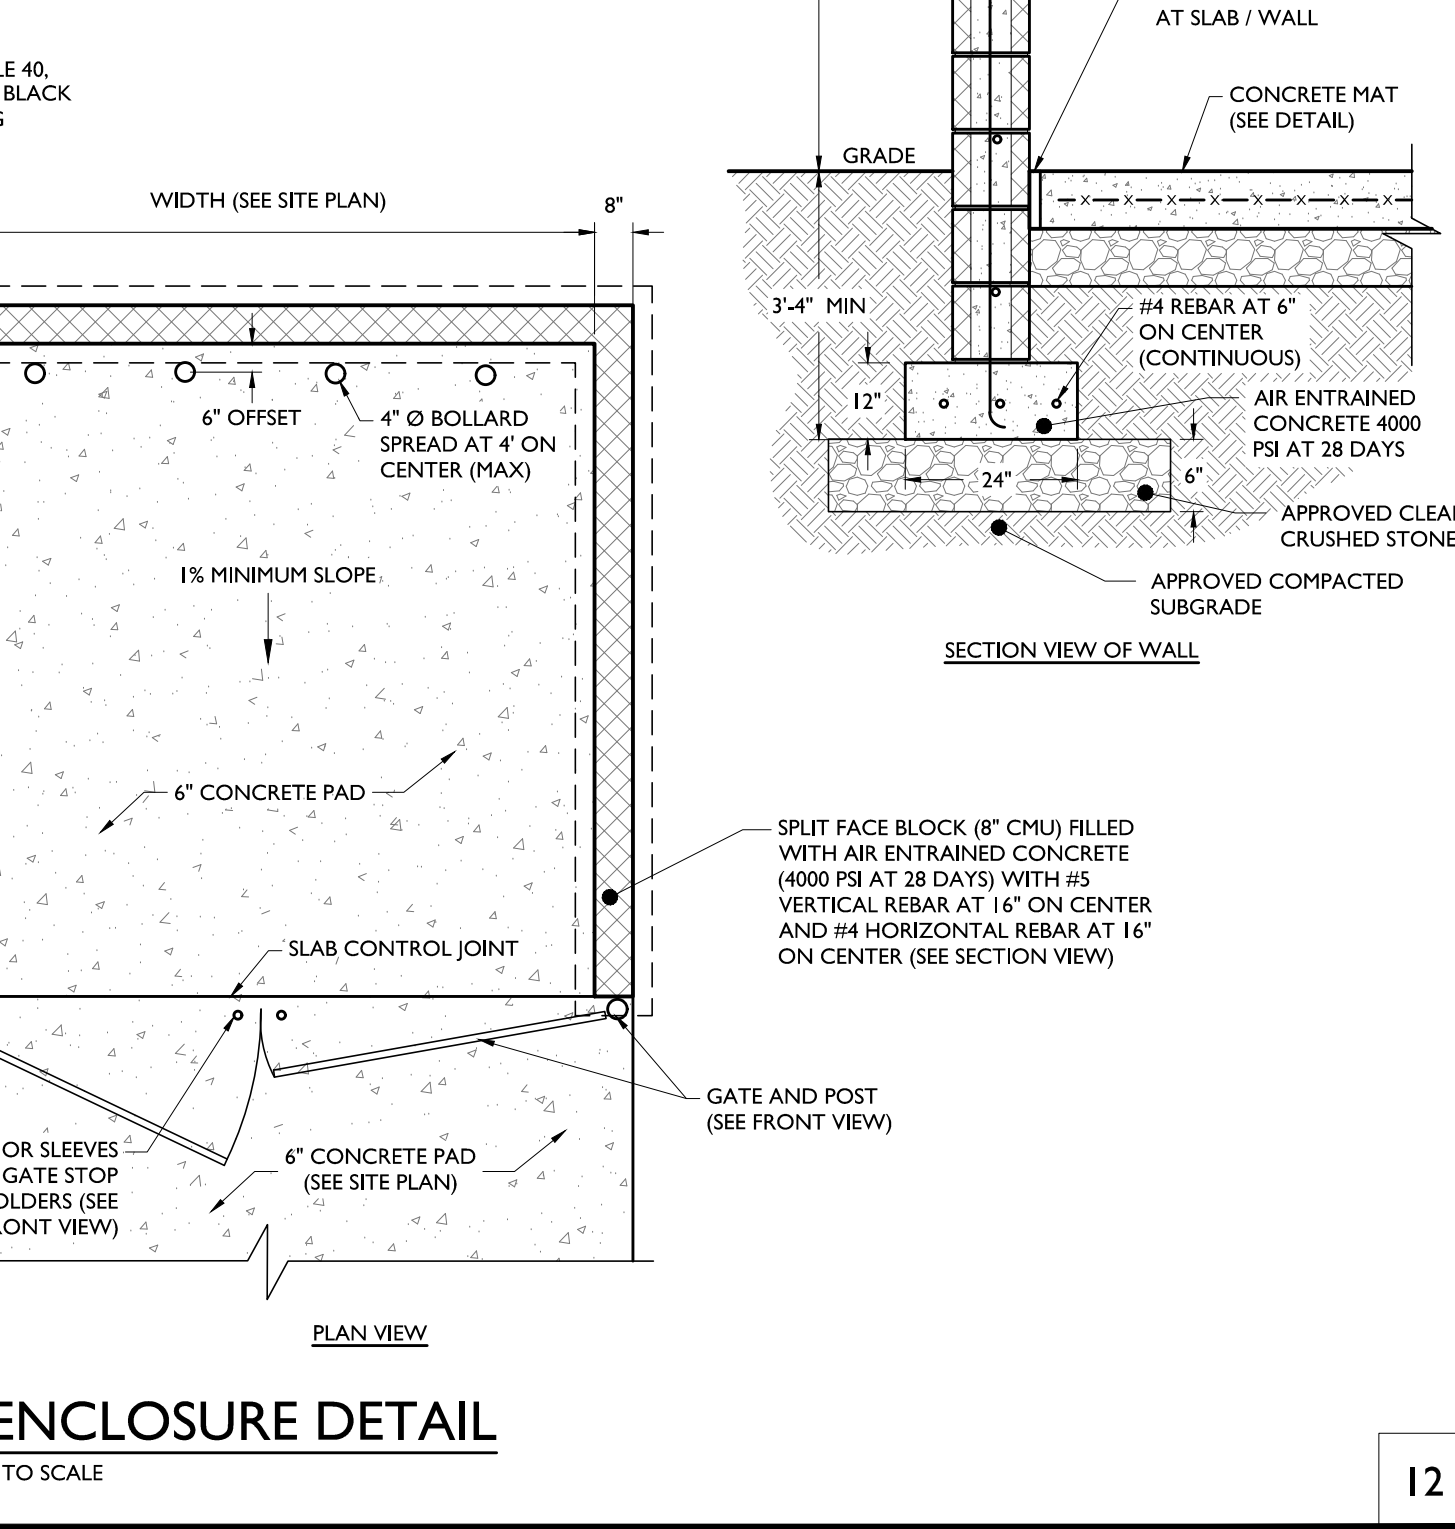 LE 40,
BLACK
G
WIDTH (SEE SITE PLAN)
8"
6" OFFSET
4" Ø BOLLARD
SPREAD AT 4' ON
CENTER (MAX)
1% MINIMUM SLOPE
6" CONCRETE PAD
SLAB CONTROL JOINT
OR SLEEVES
GATE STOP
OLDERS (SEE
RONT VIEW)
6" CONCRETE PAD
(SEE SITE PLAN)
GATE AND POST
(SEE FRONT VIEW)
SPLIT FACE BLOCK (8" CMU) FILLED
WITH AIR ENTRAINED CONCRETE
(4000 PSI AT 28 DAYS) WITH #5
VERTICAL REBAR AT 16" ON CENTER
AND #4 HORIZONTAL REBAR AT 16"
ON CENTER (SEE SECTION VIEW)
PLAN VIEW
AT SLAB / WALL
CONCRETE MAT
(SEE DETAIL)
GRADE
X X X X X X X X
3'-4" MIN
#4 REBAR AT 6"
ON CENTER
(CONTINUOUS)
12"
AIR ENTRAINED
CONCRETE 4000
PSI AT 28 DAYS
24"
6"
APPROVED CLEA
CRUSHED STONE
APPROVED COMPACTED
SUBGRADE
SECTION VIEW OF WALL
ENCLOSURE DETAIL
TO SCALE
12